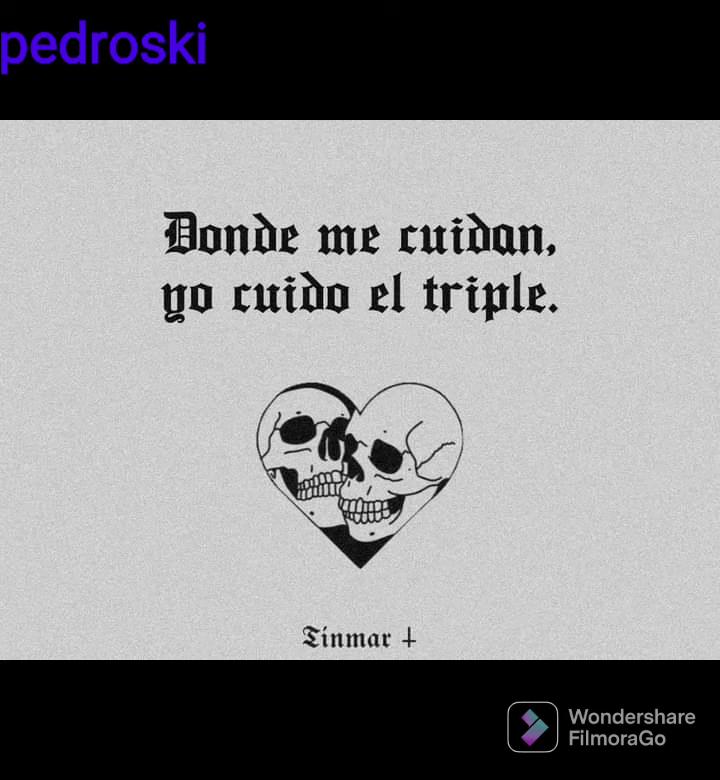 pedroski
Donde me cuidan,
yo cuido el triple.
Tinmar
Wondershare
FilmoraGo